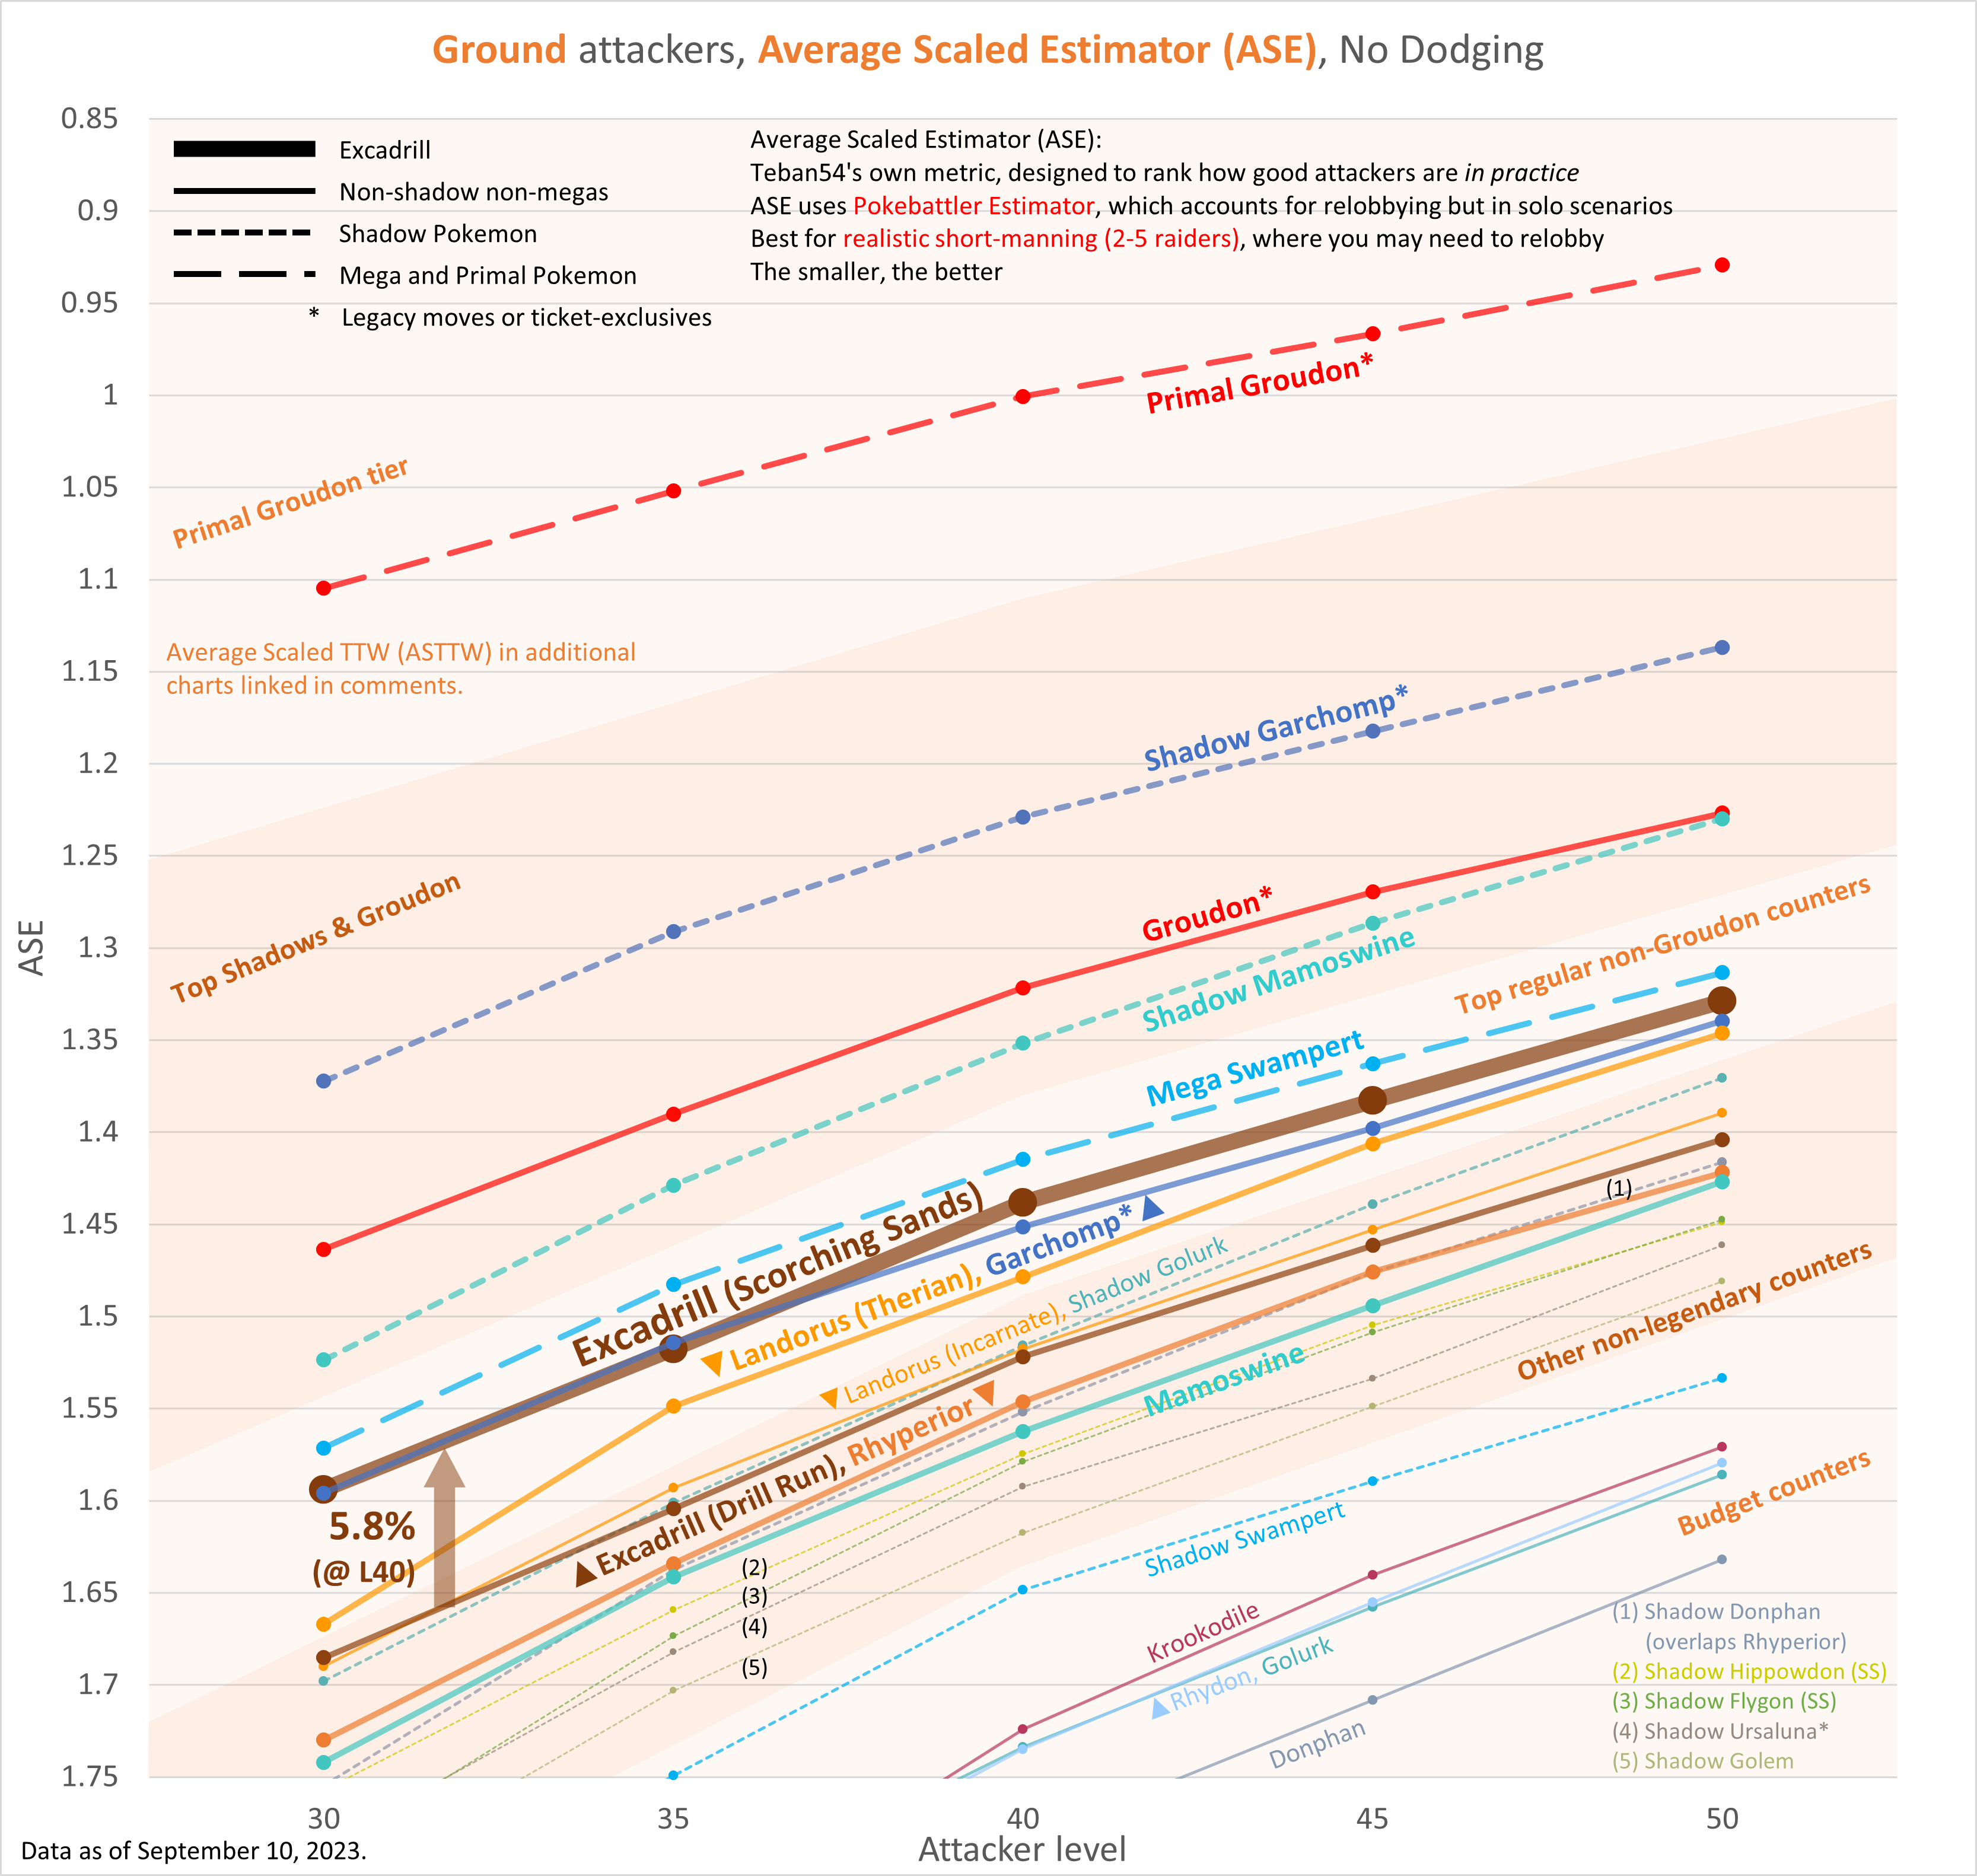 Ground attackers, Average Scaled Estimator (ASE), No Dodging
0.85
0.9
0.95
1
1.05
1.1
1.15
1.2
1.25
1.3
1.35
1.4
1.45
1.5
1.55
1.6
1.65
1.7
1.75
ASE
Excadrill
Non-shadow non-megas
Shadow Pokemon
Mega and Primal Pokemon
* Legacy moves or ticket-exclusives
Average Scaled Estimator (ASE):
Teban54's own metric, designed to rank how good attackers are in practice
ASE uses Pokebattler Estimator, which accounts for relobbying but in solo scenarios
Best for realistic short-manning (2-5 raiders), where you may need to relobby
The smaller, the better
Primal Groudon*
Primal Groudon tier
Average Scaled TTW (ASTTW) in additional
charts linked in comments.
Shadow Garchomp*
Top Shadows & Groudon
Groudon*
Shadow Mamoswine
Top regular non-Groudon counters
Mega Swampert
Excadrill (Scorching Sands)
▼ Landorus (Therian), Garchomp* ▲
▼ Landorus (Incarnate), Shadow Golurk
(1)
▲ Excadrill (Drill Run), Rhyperior ▼
Mamoswine
Other non-legendary counters
5.8%
(@ L40)
(2)
(3)
(4)
(5)
Shadow Swampert
Budget counters
Krookodile
▲ Rhydon, Golurk
Donphan
(1) Shadow Donphan
(overlaps Rhyperior)
(2) Shadow Hippowdon (SS)
(3) Shadow Flygon (SS)
(4) Shadow Ursaluna*
(5) Shadow Golem
30
35
40
45
50
Attacker level
Data as of September 10, 2023.